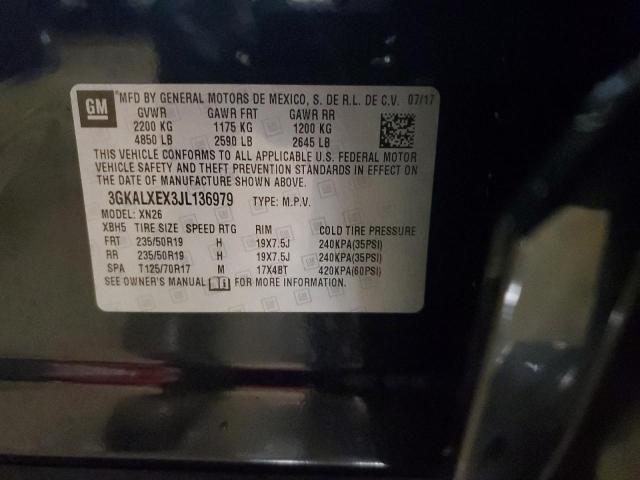 GM MFD BY GENERAL MOTORS DE MEXICO, S. DE R.L. DE C.V. 07/17
GVWR GAWR FRT GAWR RR
2200 KG 1175 KG 1200 KG
4850 LB 2590 LB 2645 LB
THIS VEHICLE CONFORMS TO ALL APPLICABLE U.S. FEDERAL MOTOR
VEHICLE SAFETY AND THEFT PREVENTION STANDARDS IN EFFECT ON
THE DATE OF MANUFACTURE SHOWN ABOVE.
3GKALXEX3JL136979 TYPE: M.P.V.
MODEL: XN26
XBH5 TIRE SIZE SPEED RTG RIM COLD TIRE PRESSURE
FRT 235/50R19 H 19X7.5J 240KPA(35PSI)
RR 235/50R19 H 19X7.5J 240KPA(35PSI)
SPA T125/70R17 M 17X4BT 420KPA(60PSI)
SEE OWNER'S MANUAL FOR MORE INFORMATION.